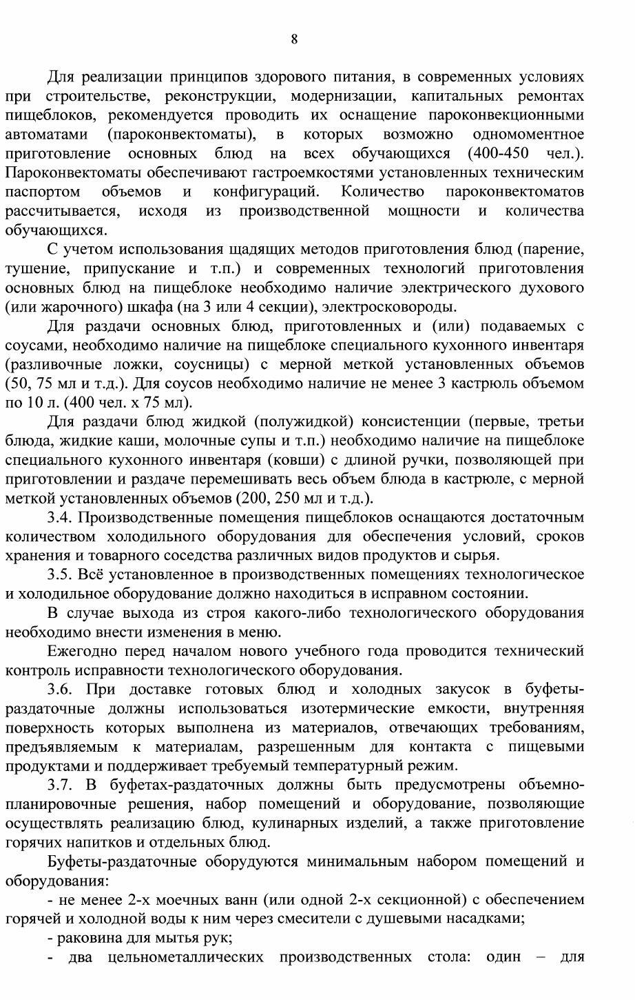 8
Для реализации принципов здорового питания, в современных условиях
при строительстве, реконструкции, модернизации, капитальных ремонтах
пищеблоков, рекомендуется проводить их оснащение пароконвекционными
автоматами (пароконвектоматы), в которых возможно одномоментное
приготовление основных блюд на всех обучающихся (400-450 чел.).
Пароконвектоматы обеспечивают гастроемкостями установленных техническим
паспортом объемов и конфигураций. Количество пароконвектоматов
рассчитывается, исходя из производственной мощности и количества
обучающихся.
С учетом использования щадящих методов приготовления блюд (парение,
тушение, припускание и т.п.) и современных технологий приготовления
основных блюд на пищеблоке необходимо наличие электрического духового
(или жарочного) шкафа (на 3 или 4 секции), электросковороды.
Для раздачи основных блюд, приготовленных и (или) подаваемых с
соусами, необходимо наличие на пищеблоке специального кухонного инвентаря
(разливочные ложки, соусницы) с мерной меткой установленных объемов
(50, 75 мл и т.д.). Для соусов необходимо наличие не менее 3 кастрюль объемом
по 10 л. (400 чел. х 75 мл).
Для раздачи блюд жидкой (полужидкой) консистенции (первые, третьи
блюда, жидкие каши, молочные супы и т.п.) необходимо наличие на пищеблоке
специального кухонного инвентаря (ковши) с длиной ручки, позволяющей при
приготовлении и раздаче перемешивать весь объем блюда в кастрюле, с мерной
меткой установленных объемов (200, 250 мл и т.д.).
3.4. Производственные помещения пищеблоков оснащаются достаточным
количеством холодильного оборудования для обеспечения условий, сроков
хранения и товарного соседства различных видов продуктов и сырья.
3.5. Всё установленное в производственных помещениях технологическое
и холодильное оборудование должно находиться в исправном состоянии.
В случае выхода из строя какого-либо технологического оборудования
необходимо внести изменения в меню.
Ежегодно перед началом нового учебного года проводится технический
контроль исправности технологического оборудования.
3.6. При доставке готовых блюд и холодных закусок в буфеты-
раздаточные должны использоваться изотермические емкости, внутренняя
поверхность которых выполнена из материалов, отвечающих требованиям,
предъявляемым к материалам, разрешенным для контакта с пищевыми
продуктами и поддерживает требуемый температурный режим.
3.7. В буфетах-раздаточных должны быть предусмотрены объемно-
планировочные решения, набор помещений и оборудование, позволяющие
осуществлять реализацию блюд, кулинарных изделий, а также приготовление
горячих напитков и отдельных блюд.
Буфеты-раздаточные оборудуются минимальным набором помещений и
оборудования:
- не менее 2-х моечных ванн (или одной 2-х секционной) с обеспечением
горячей и холодной воды к ним через смесители с душевыми насадками;
- раковина для мытья рук;
- два цельнометаллических производственных стола: один – для